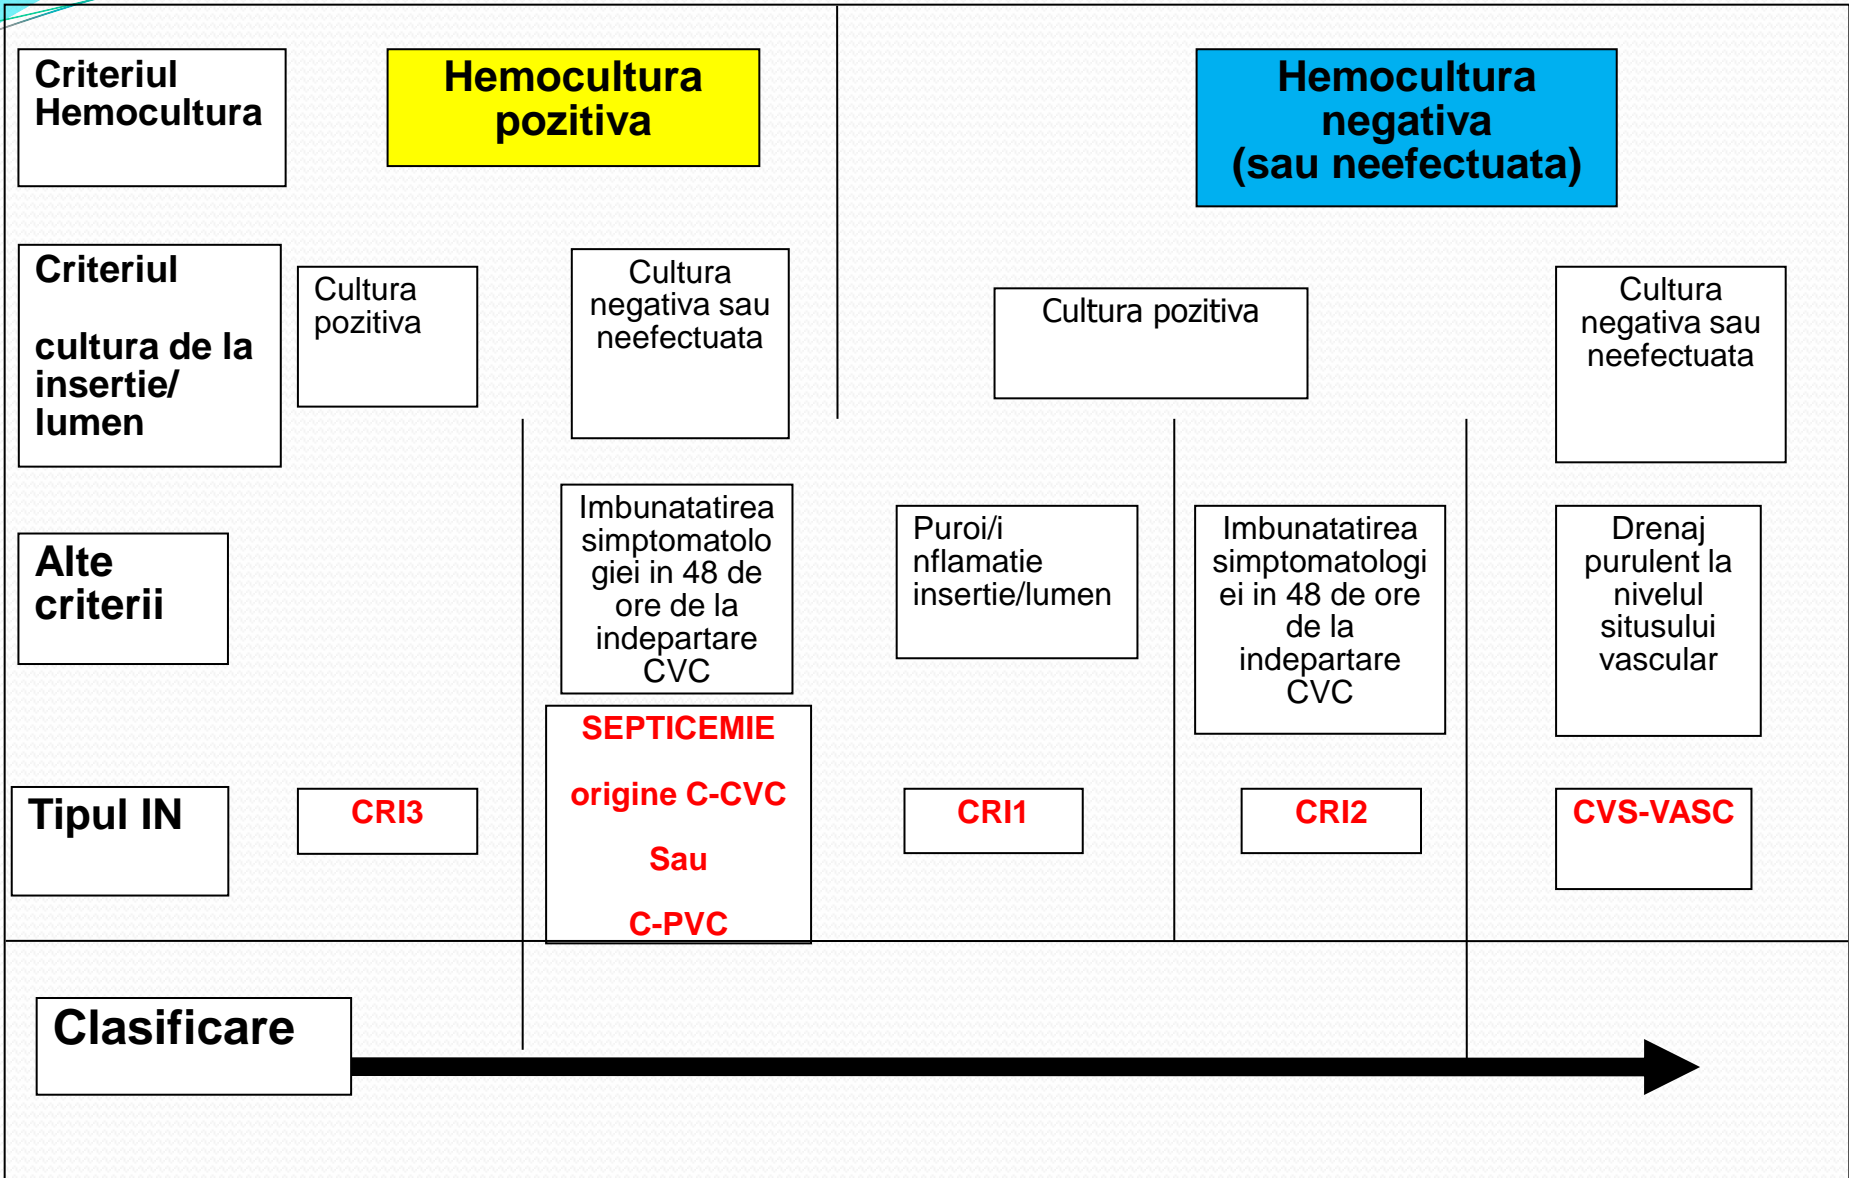 Criteriul
Hemocultura
Hemocultura
pozitiva
Hemocultura
negativa
(sau neefectuata)
Criteriul
cultura de la
insertie/
lumen
Cultura
pozitiva
Cultura
negativa sau
neefectuata
Cultura pozitiva
Cultura
negativa sau
neefectuata
Alte
criterii
Imbunatatirea
simptomatolo
giei in 48 de
ore de la
indepartare
CVC
Puroi/i
nflamatie
insertie/lumen
Imbunatatirea
simptomatologi
ei in 48 de ore
de la
indepartare
CVC
Drenaj
purulent la
nivelul
situsului
vascular
Tipul IN
CRI3
SEPTICEMIE
origine C-CVC
Sau
C-PVC
CRI1
CRI2
CVS-VASC
Clasificare